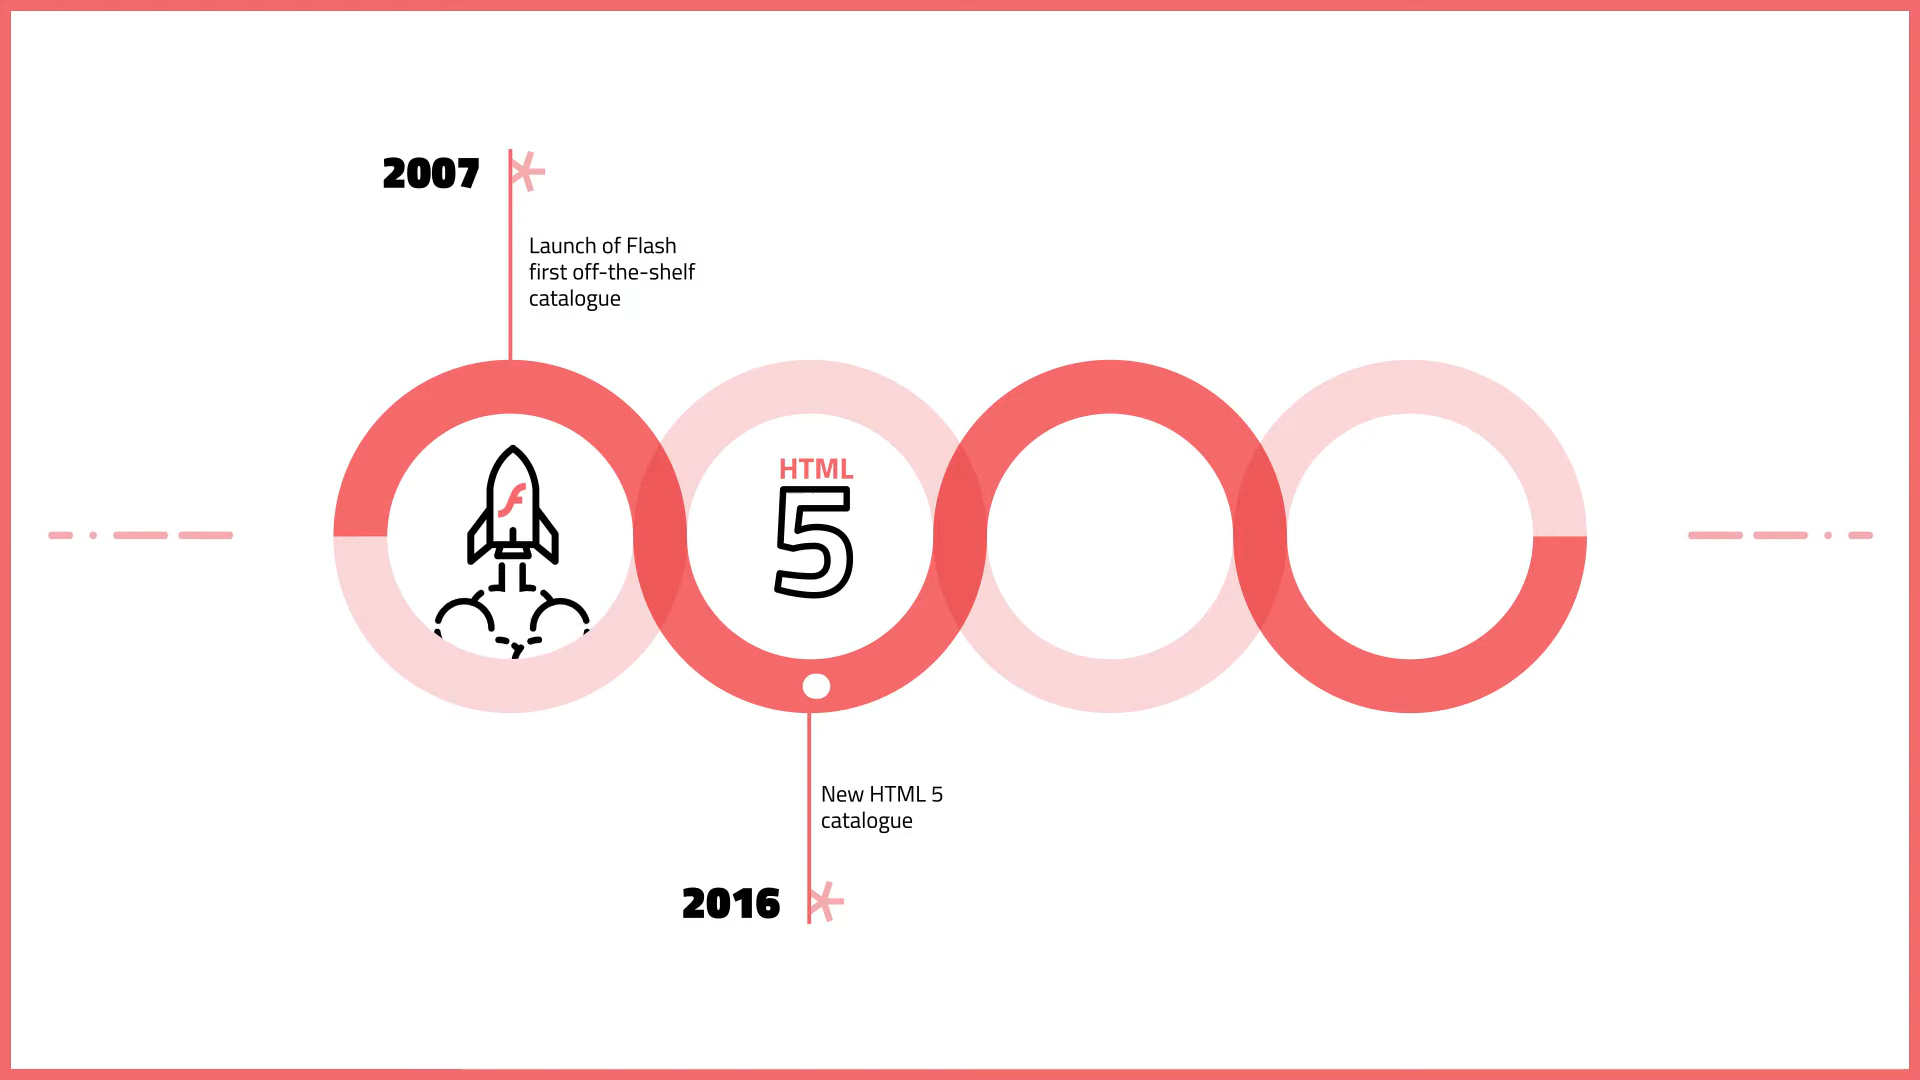 2007
Launch of Flash
first off-the-shelf
catalogue
HTML
5
New HTML 5
catalogue
2016